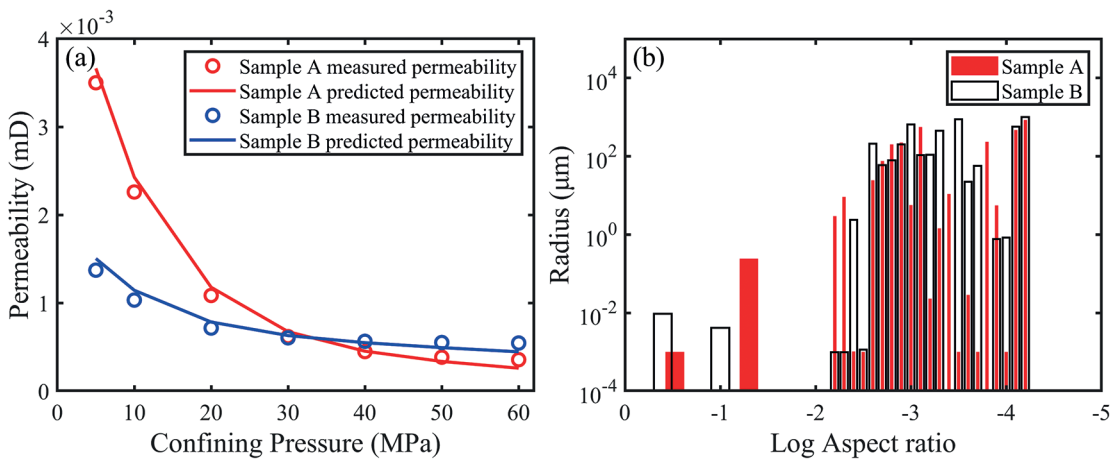 ×10⁻³
(a)
Sample A measured permeability
Sample A predicted permeability
Sample B measured permeability
Sample B predicted permeability
4
3
2
1
0
Permeability (mD)
0 10 20 30 40 50 60
Confining Pressure (MPa)
(b)
Sample A
Sample B
10⁴
10²
10⁰
10⁻²
10⁻⁴
Radius (μm)
0 -1 -2 -3 -4 -5
Log Aspect ratio